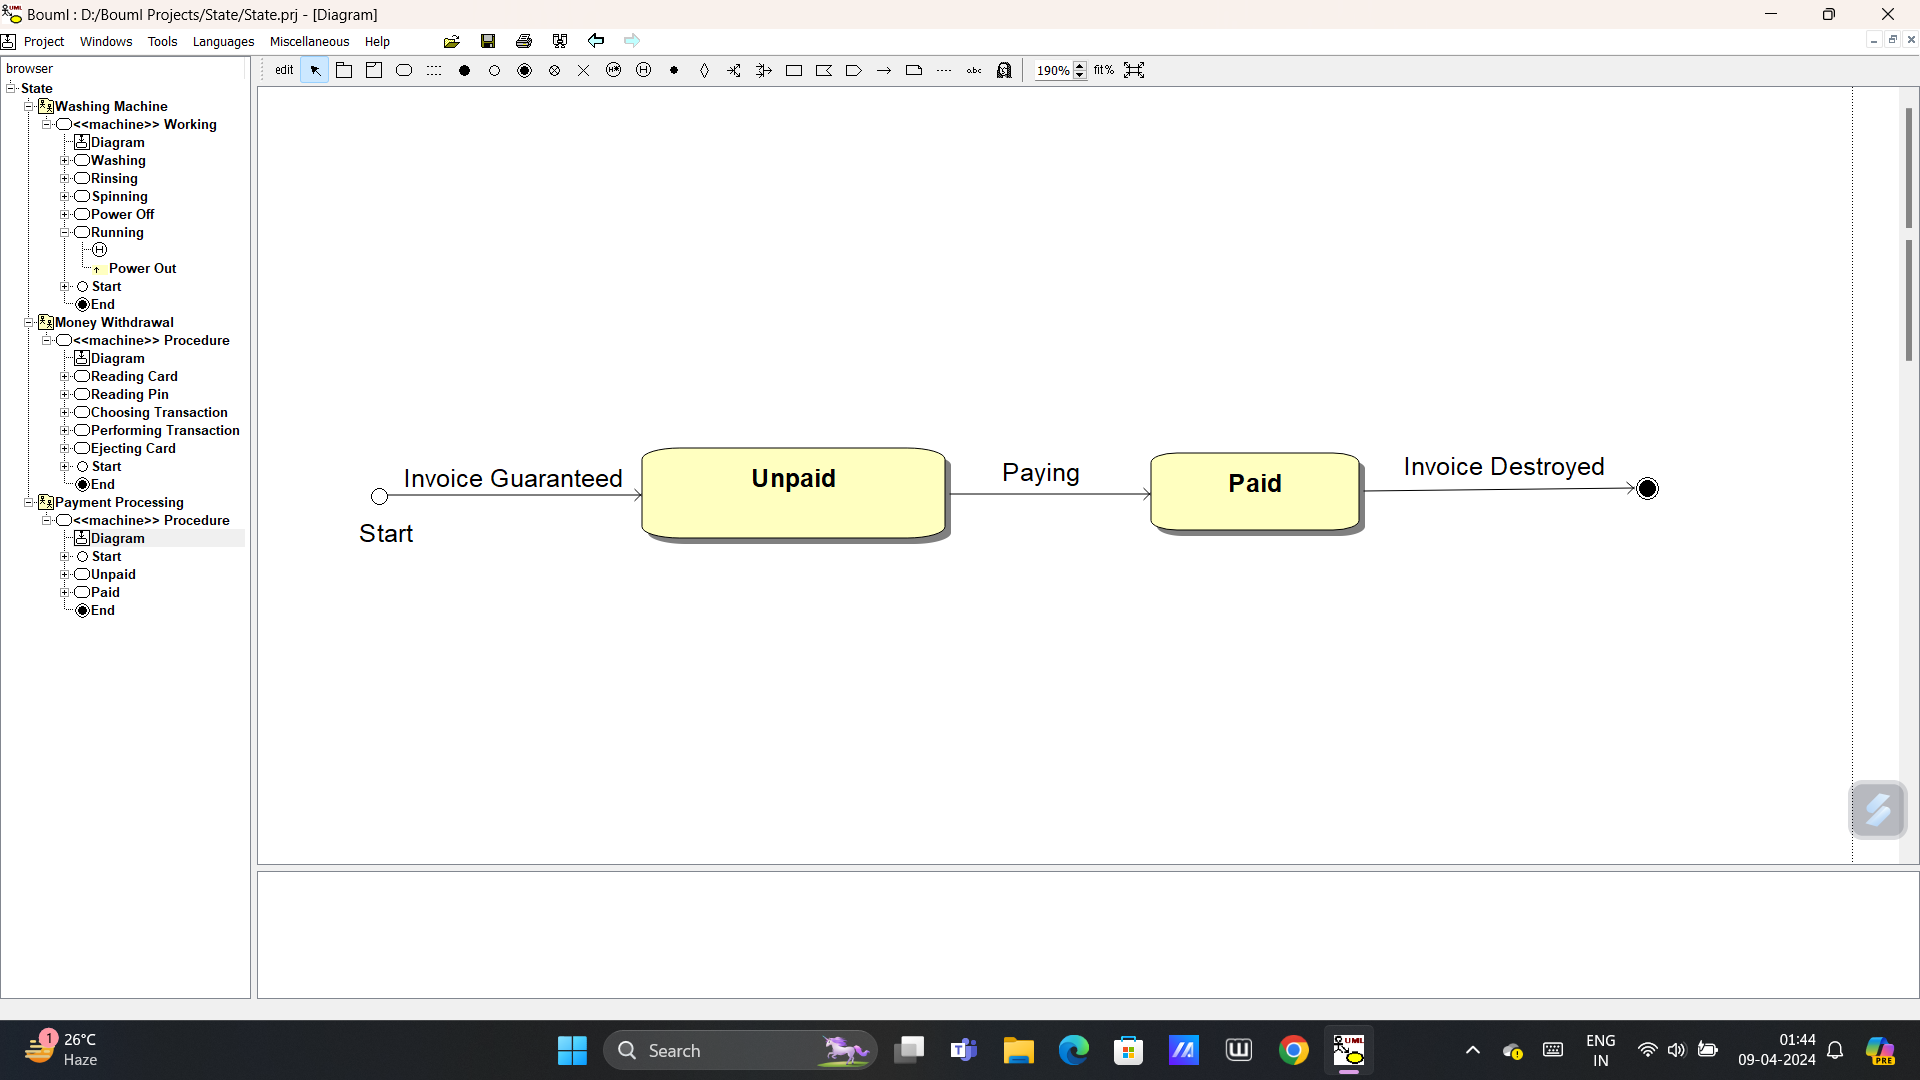 Bouml : D:/Bouml Projects/State/State.prj - [Diagram]
Project Windows Tools Languages Miscellaneous Help
browser
edit
abc
190%
fit%
State
Washing Machine
<<machine>> Working
Diagram
Washing
Rinsing
Spinning
Power Off
Running
H
Power Out
Start
End
Money Withdrawal
<<machine>> Procedure
Diagram
Reading Card
Reading Pin
Choosing Transaction
Performing Transaction
Ejecting Card
Start
End
Payment Processing
<<machine>> Procedure
Diagram
Start
Unpaid
Paid
End
Invoice Guaranteed
Start
Unpaid
Paying
Paid
Invoice Destroyed
1
26°C
Haze
Search
UML
ENG
IN
01:44
09-04-2024
PRE